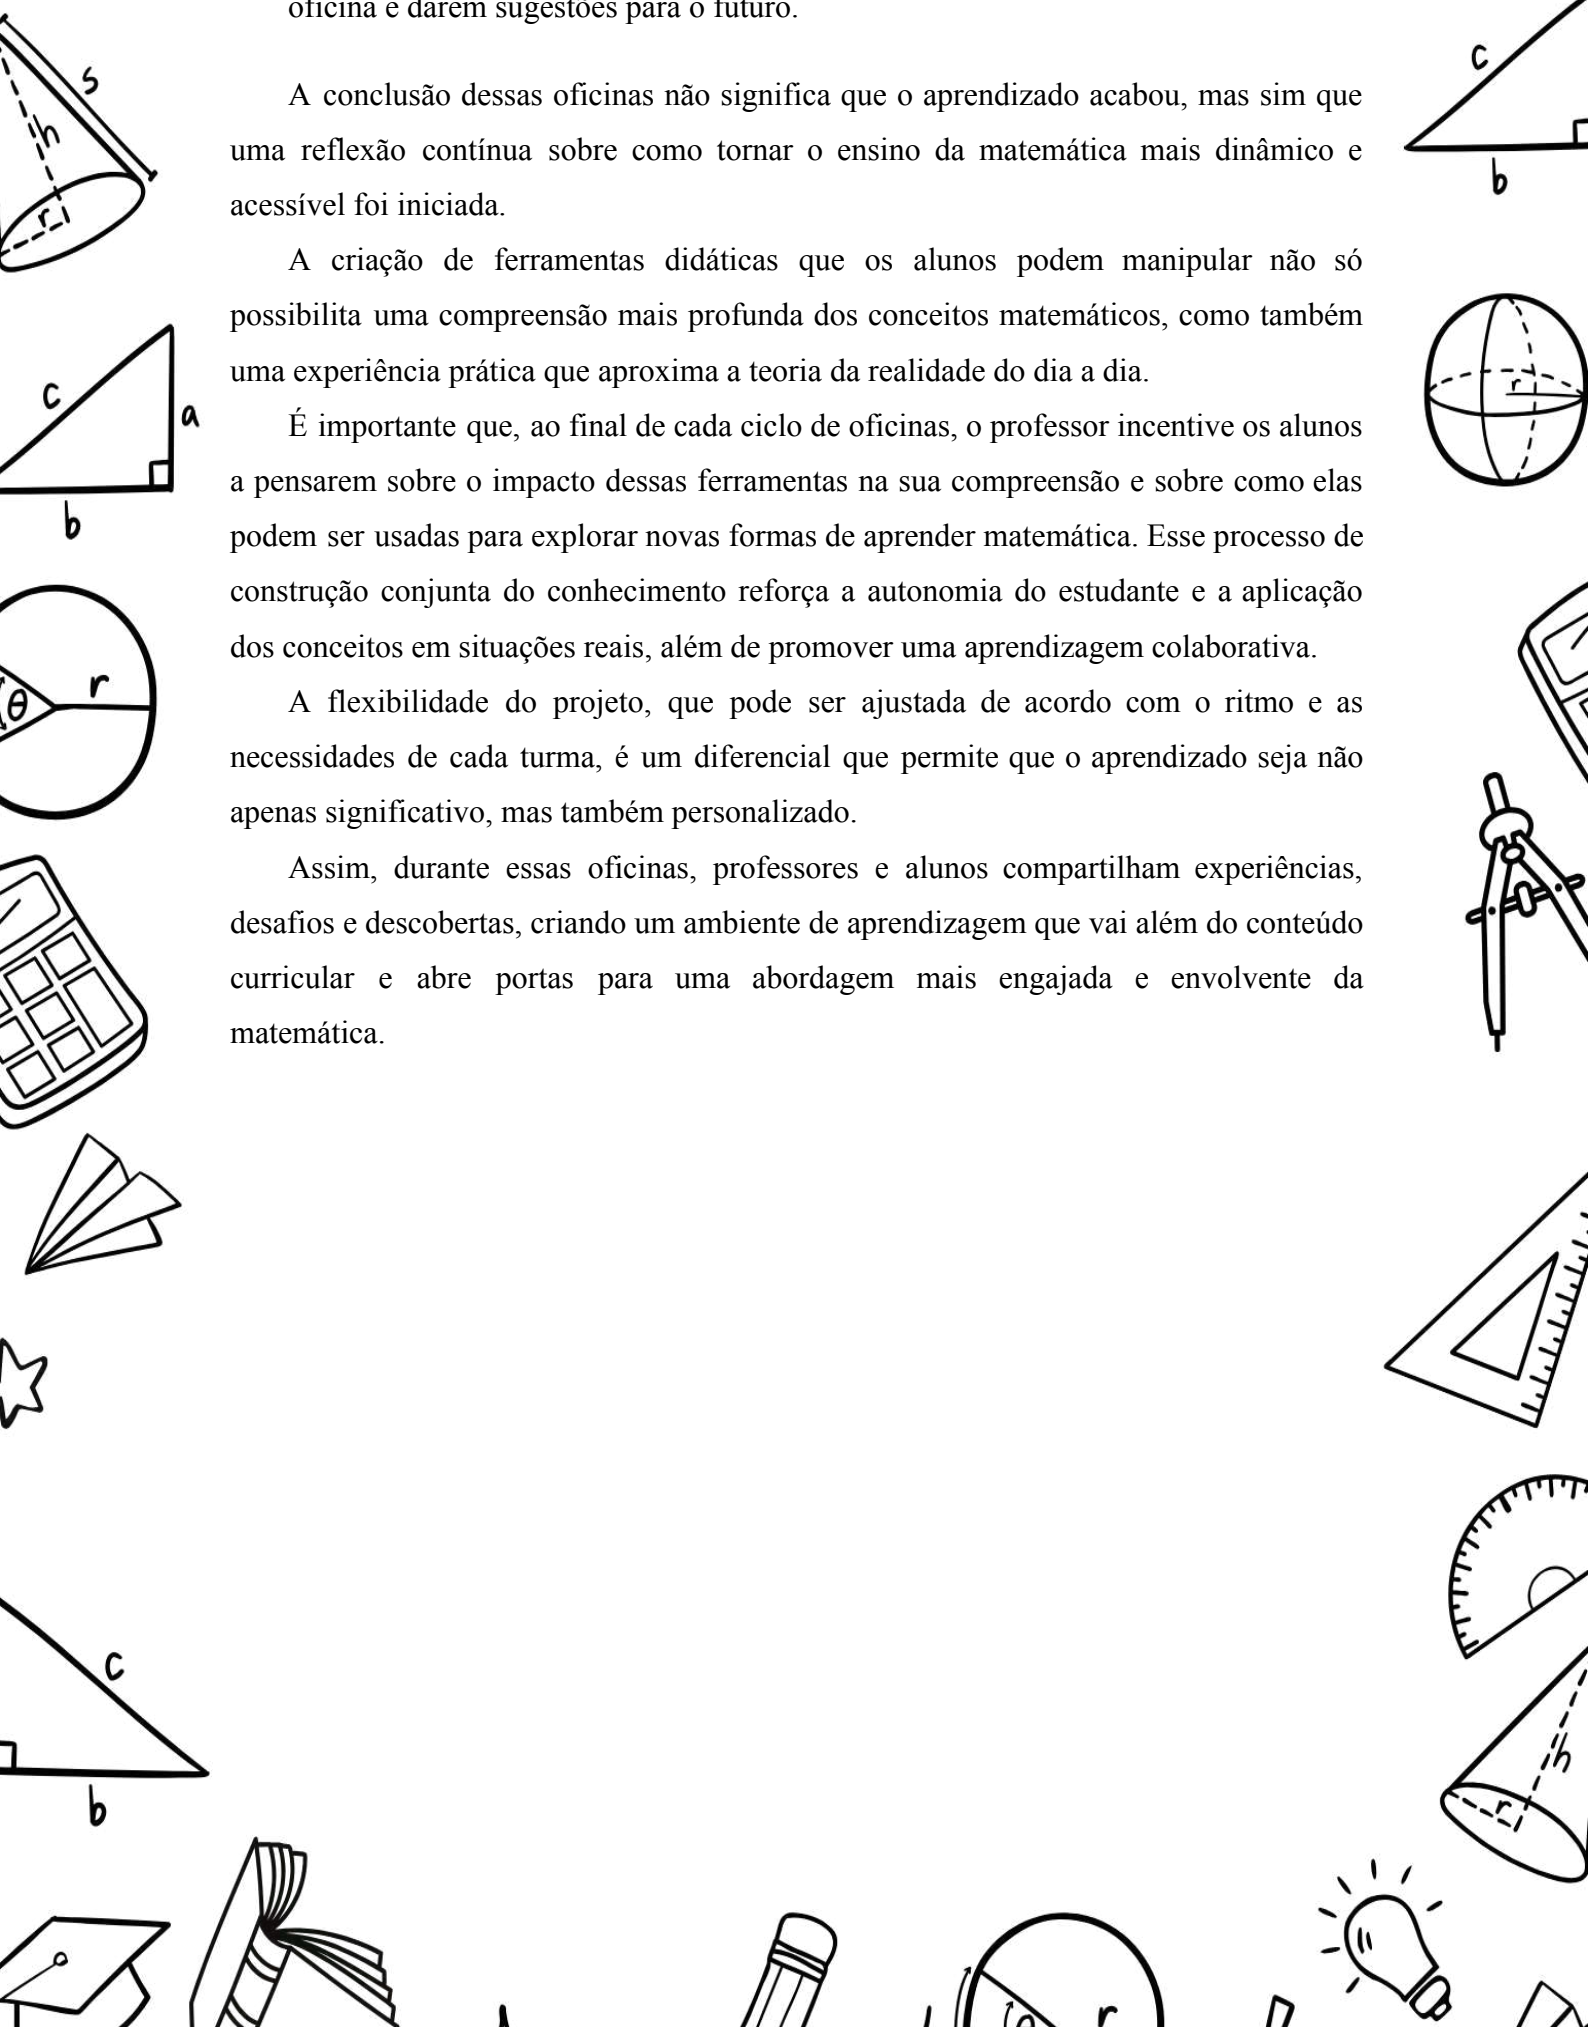 oficina e darem sugestões para o futuro.
A conclusão dessas oficinas não significa que o aprendizado acabou, mas sim que
uma reflexão contínua sobre como tornar o ensino da matemática mais dinâmico e
acessível foi iniciada.
A criação de ferramentas didáticas que os alunos podem manipular não só
possibilita uma compreensão mais profunda dos conceitos matemáticos, como também
uma experiência prática que aproxima a teoria da realidade do dia a dia.
É importante que, ao final de cada ciclo de oficinas, o professor incentive os alunos
a pensarem sobre o impacto dessas ferramentas na sua compreensão e sobre como elas
podem ser usadas para explorar novas formas de aprender matemática. Esse processo de
construção conjunta do conhecimento reforça a autonomia do estudante e a aplicação
dos conceitos em situações reais, além de promover uma aprendizagem colaborativa.
A flexibilidade do projeto, que pode ser ajustada de acordo com o ritmo e as
necessidades de cada turma, é um diferencial que permite que o aprendizado seja não
apenas significativo, mas também personalizado.
Assim, durante essas oficinas, professores e alunos compartilham experiências,
desafios e descobertas, criando um ambiente de aprendizagem que vai além do conteúdo
curricular e abre portas para uma abordagem mais engajada e envolvente da
matemática.
s
h
r
c
a
b
θ
r
c
b
c
b
r
h
r
θ
r